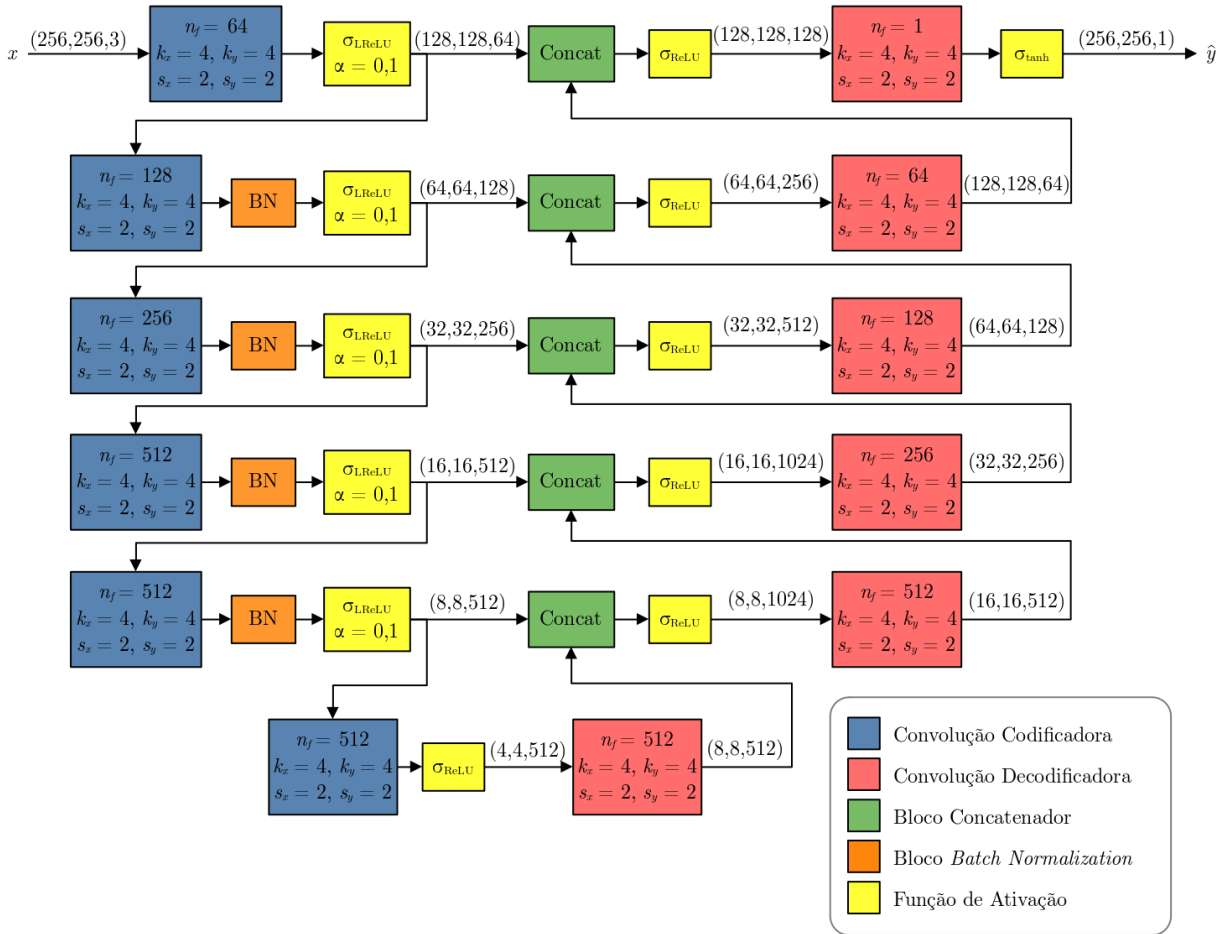 x
(256,256,3)
n_f = 64
k_x = 4, k_y = 4
s_x = 2, s_y = 2
σ_LReLU
α = 0,1
(128,128,64)
Concat
σ_ReLU
(128,128,128)
n_f = 1
k_x = 4, k_y = 4
s_x = 2, s_y = 2
σ_tanh
(256,256,1)
ŷ
n_f = 128
k_x = 4, k_y = 4
s_x = 2, s_y = 2
BN
σ_LReLU
α = 0,1
(64,64,128)
Concat
σ_ReLU
(64,64,256)
n_f = 64
k_x = 4, k_y = 4
s_x = 2, s_y = 2
(128,128,64)
n_f = 256
k_x = 4, k_y = 4
s_x = 2, s_y = 2
BN
σ_LReLU
α = 0,1
(32,32,256)
Concat
σ_ReLU
(32,32,512)
n_f = 128
k_x = 4, k_y = 4
s_x = 2, s_y = 2
(64,64,128)
n_f = 512
k_x = 4, k_y = 4
s_x = 2, s_y = 2
BN
σ_LReLU
α = 0,1
(16,16,512)
Concat
σ_ReLU
(16,16,1024)
n_f = 256
k_x = 4, k_y = 4
s_x = 2, s_y = 2
(32,32,256)
n_f = 512
k_x = 4, k_y = 4
s_x = 2, s_y = 2
BN
σ_LReLU
α = 0,1
(8,8,512)
Concat
σ_ReLU
(8,8,1024)
n_f = 512
k_x = 4, k_y = 4
s_x = 2, s_y = 2
(16,16,512)
n_f = 512
k_x = 4, k_y = 4
s_x = 2, s_y = 2
σ_ReLU
(4,4,512)
n_f = 512
k_x = 4, k_y = 4
s_x = 2, s_y = 2
(8,8,512)
Convolução Codificadora
Convolução Decodificadora
Bloco Concatenador
Bloco Batch Normalization
Função de Ativação